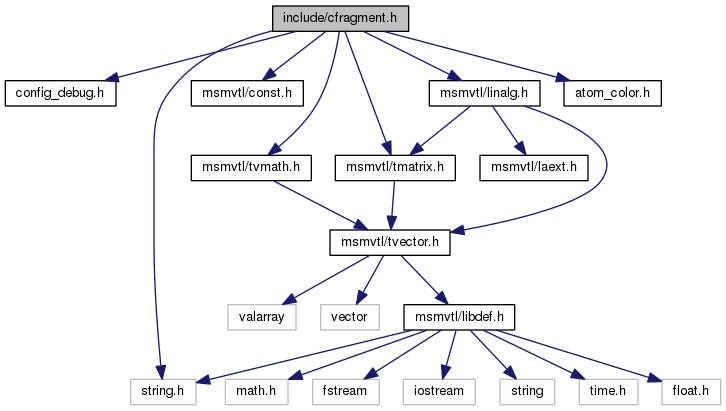 include/cfragment.h
config_debug.h
msmvtl/const.h
msmvtl/linalg.h
atom_color.h
msmvtl/tvmath.h
msmvtl/tmatrix.h
msmvtl/laext.h
msmvtl/tvector.h
valarray
vector
msmvtl/libdef.h
string.h
math.h
fstream
iostream
string
time.h
float.h